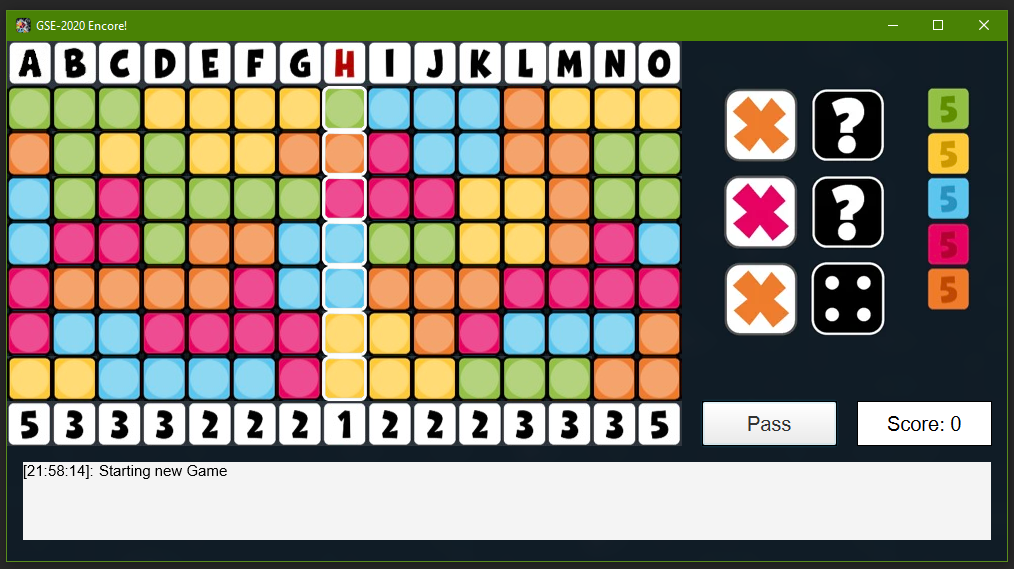 GSE-2020 Encore!
A B C D E F G H I J K L M N O
? 5
5
? 5
5
5
5 3 3 3 2 2 2 1 2 2 2 3 3 3 5
Pass Score: 0
[21:58:14]: Starting new Game